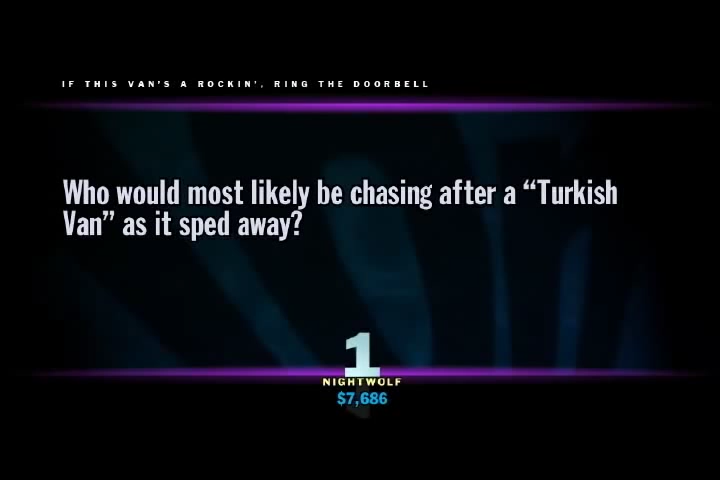 IF THIS VAN'S A ROCKIN', RING THE DOORBELL
Who would most likely be chasing after a “Turkish
Van” as it sped away?
1
NIGHTWOLF
$7,686